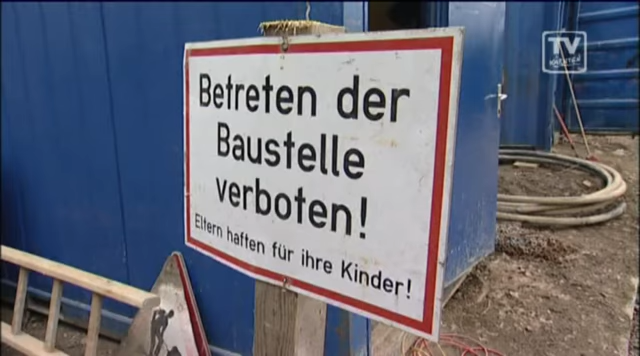 Betreten der
Baustelle
verboten!
Eltern haften für ihre Kinder!
TV